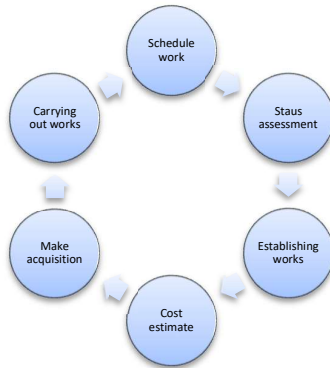 Schedule
work
Staus
assessment
Establishing
works
Cost
estimate
Make
acquisition
Carrying
out works